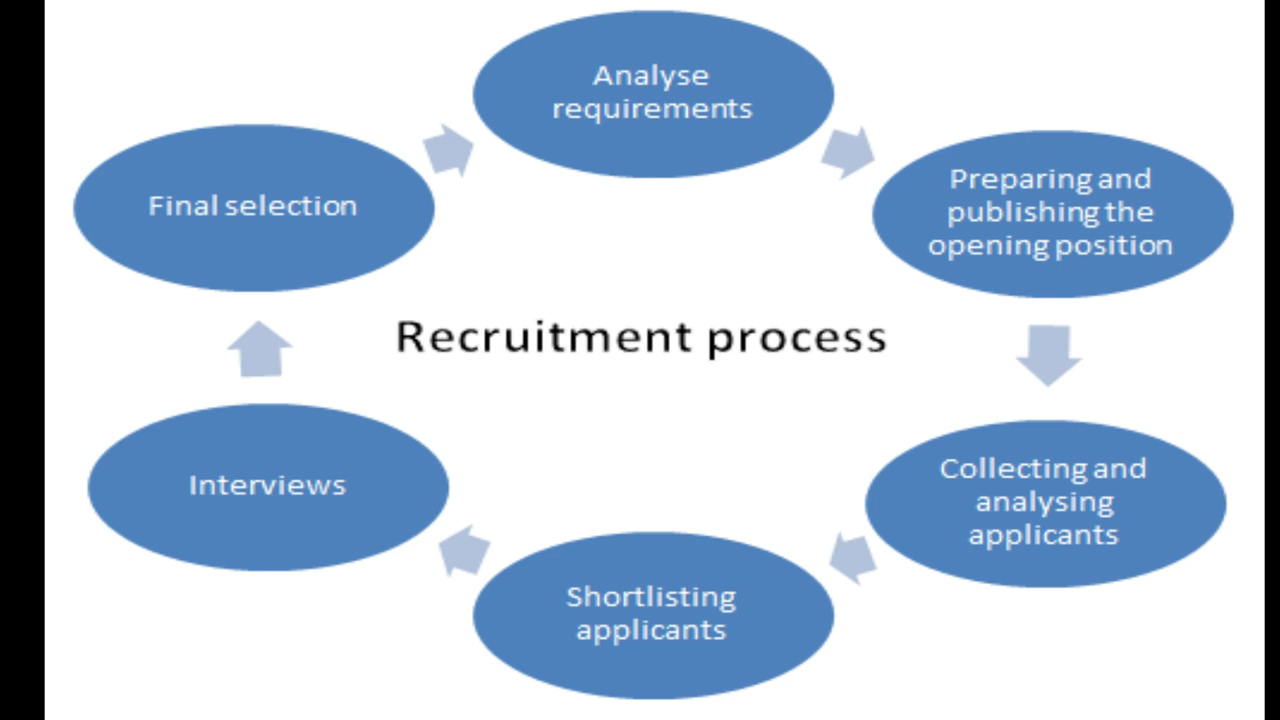 Analyse
requirements
Preparing and
publishing the
opening position
Collecting and
analysing
applicants
Shortlisting
applicants
Interviews
Final selection
Recruitment process